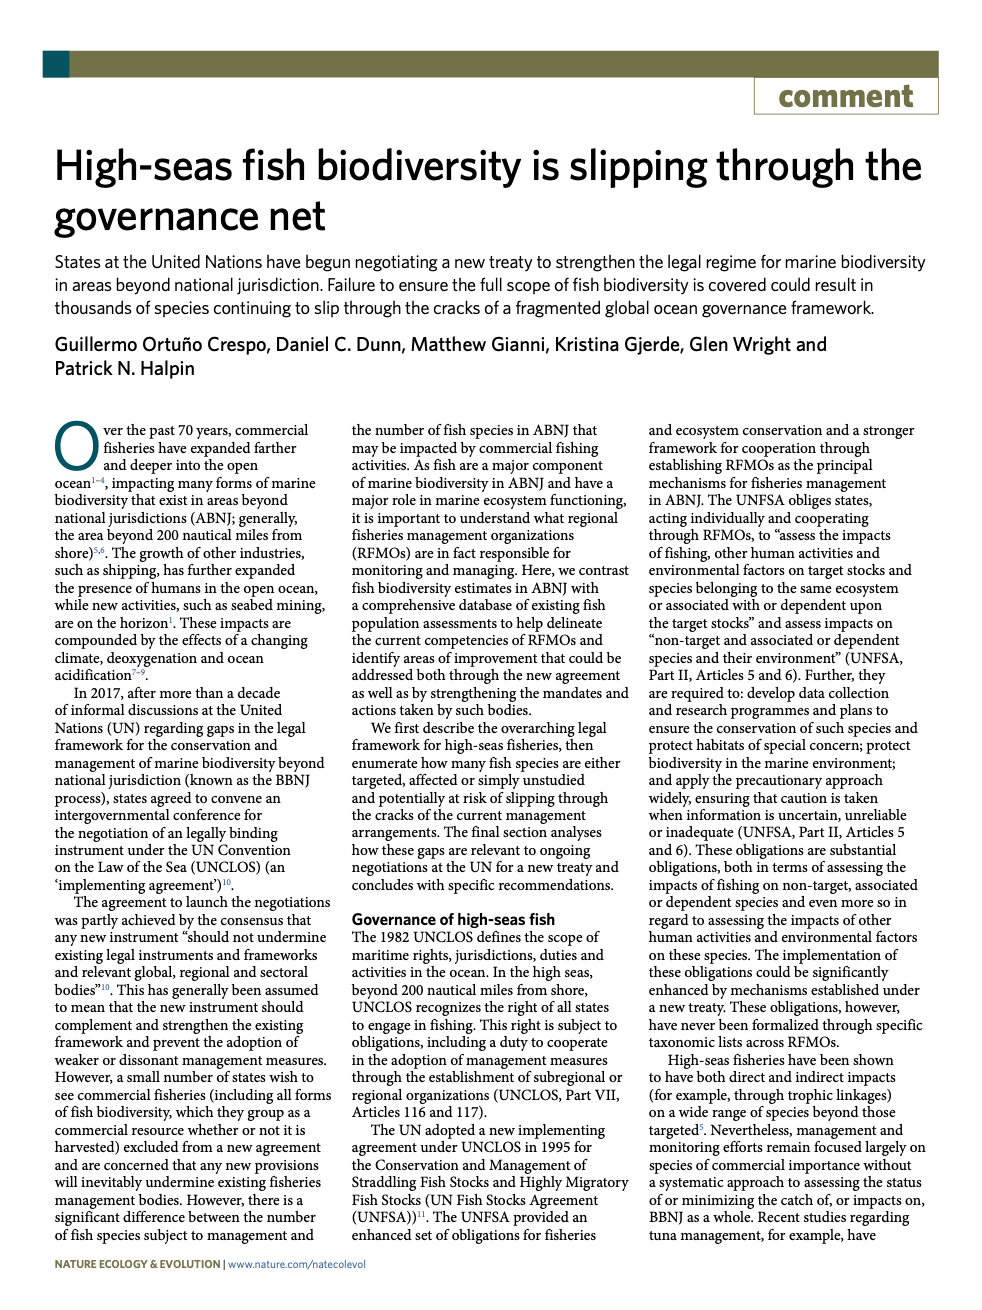 comment
High-seas fish biodiversity is slipping through the
governance net
States at the United Nations have begun negotiating a new treaty to strengthen the legal regime for marine biodiversity
in areas beyond national jurisdiction. Failure to ensure the full scope of fish biodiversity is covered could result in
thousands of species continuing to slip through the cracks of a fragmented global ocean governance framework.
Guillermo Ortuño Crespo, Daniel C. Dunn, Matthew Gianni, Kristina Gjerde, Glen Wright and
Patrick N. Halpin
Over the past 70 years, commercial
fisheries have expanded farther
and deeper into the open
ocean1–4, impacting many forms of marine
biodiversity that exist in areas beyond
national jurisdictions (ABNJ; generally,
the area beyond 200 nautical miles from
shore)5,6. The growth of other industries,
such as shipping, has further expanded
the presence of humans in the open ocean,
while new activities, such as seabed mining,
are on the horizon1. These impacts are
compounded by the effects of a changing
climate, deoxygenation and ocean
acidification7–9.
In 2017, after more than a decade
of informal discussions at the United
Nations (UN) regarding gaps in the legal
framework for the conservation and
management of marine biodiversity beyond
national jurisdiction (known as the BBNJ
process), states agreed to convene an
intergovernmental conference for
the negotiation of an legally binding
instrument under the UN Convention
on the Law of the Sea (UNCLOS) (an
‘implementing agreement’)10.
The agreement to launch the negotiations
was partly achieved by the consensus that
any new instrument “should not undermine
existing legal instruments and frameworks
and relevant global, regional and sectoral
bodies”10. This has generally been assumed
to mean that the new instrument should
complement and strengthen the existing
framework and prevent the adoption of
weaker or dissonant management measures.
However, a small number of states wish to
see commercial fisheries (including all forms
of fish biodiversity, which they group as a
commercial resource whether or not it is
harvested) excluded from a new agreement
and are concerned that any new provisions
will inevitably undermine existing fisheries
management bodies. However, there is a
significant difference between the number
of fish species subject to management and
the number of fish species in ABNJ that
may be impacted by commercial fishing
activities. As fish are a major component
of marine biodiversity in ABNJ and have a
major role in marine ecosystem functioning,
it is important to understand what regional
fisheries management organizations
(RFMOs) are in fact responsible for
monitoring and managing. Here, we contrast
fish biodiversity estimates in ABNJ with
a comprehensive database of existing fish
population assessments to help delineate
the current competencies of RFMOs and
identify areas of improvement that could be
addressed both through the new agreement
as well as by strengthening the mandates and
actions taken by such bodies.
We first describe the overarching legal
framework for high-seas fisheries, then
enumerate how many fish species are either
targeted, affected or simply unstudied
and potentially at risk of slipping through
the cracks of the current management
arrangements. The final section analyses
how these gaps are relevant to ongoing
negotiations at the UN for a new treaty and
concludes with specific recommendations.
Governance of high-seas fish
The 1982 UNCLOS defines the scope of
maritime rights, jurisdictions, duties and
activities in the ocean. In the high seas,
beyond 200 nautical miles from shore,
UNCLOS recognizes the right of all states
to engage in fishing. This right is subject to
obligations, including a duty to cooperate
in the adoption of management measures
through the establishment of subregional or
regional organizations (UNCLOS, Part VII,
Articles 116 and 117).
The UN adopted a new implementing
agreement under UNCLOS in 1995 for
the Conservation and Management of
Straddling Fish Stocks and Highly Migratory
Fish Stocks (UN Fish Stocks Agreement
(UNFSA))11. The UNFSA provided an
enhanced set of obligations for fisheries
and ecosystem conservation and a stronger
framework for cooperation through
establishing RFMOs as the principal
mechanisms for fisheries management
in ABNJ. The UNFSA obliges states,
acting individually and cooperating
through RFMOs, to “assess the impacts
of fishing, other human activities and
environmental factors on target stocks and
species belonging to the same ecosystem
or associated with or dependent upon
the target stocks” and assess impacts on
“non-target and associated or dependent
species and their environment” (UNFSA,
Part II, Articles 5 and 6). Further, they
are required to: develop data collection
and research programmes and plans to
ensure the conservation of such species and
protect habitats of special concern; protect
biodiversity in the marine environment;
and apply the precautionary approach
widely, ensuring that caution is taken
when information is uncertain, unreliable
or inadequate (UNFSA, Part II, Articles 5
and 6). These obligations are substantial
obligations, both in terms of assessing the
impacts of fishing on non-target, associated
or dependent species and even more so in
regard to assessing the impacts of other
human activities and environmental factors
on these species. The implementation of
these obligations could be significantly
enhanced by mechanisms established under
a new treaty. These obligations, however,
have never been formalized through specific
taxonomic lists across RFMOs.
High-seas fisheries have been shown
to have both direct and indirect impacts
(for example, through trophic linkages)
on a wide range of species beyond those
targeted5. Nevertheless, management and
monitoring efforts remain focused largely on
species of commercial importance without
a systematic approach to assessing the status
of or minimizing the catch of, or impacts on,
BBNJ as a whole. Recent studies regarding
tuna management, for example, have
NATURE ECOLOGY & EVOLUTION | www.nature.com/natecolevol